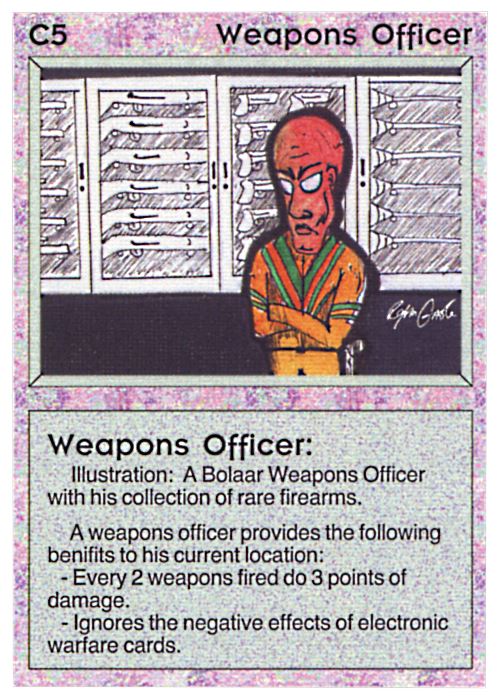 C5 Weapons Officer
Weapons Officer:
Illustration: A Bolaar Weapons Officer
with his collection of rare firearms.
A weapons officer provides the following
benifits to his current location:
- Every 2 weapons fired do 3 points of
damage.
- Ignores the negative effects of electronic
warfare cards.